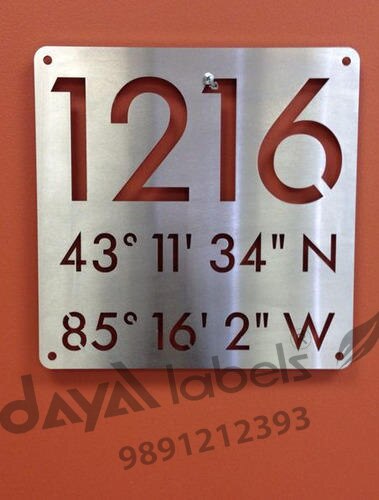 1216
43° 11' 34" N
85° 16' 2" W
dayal labels®
9891212393